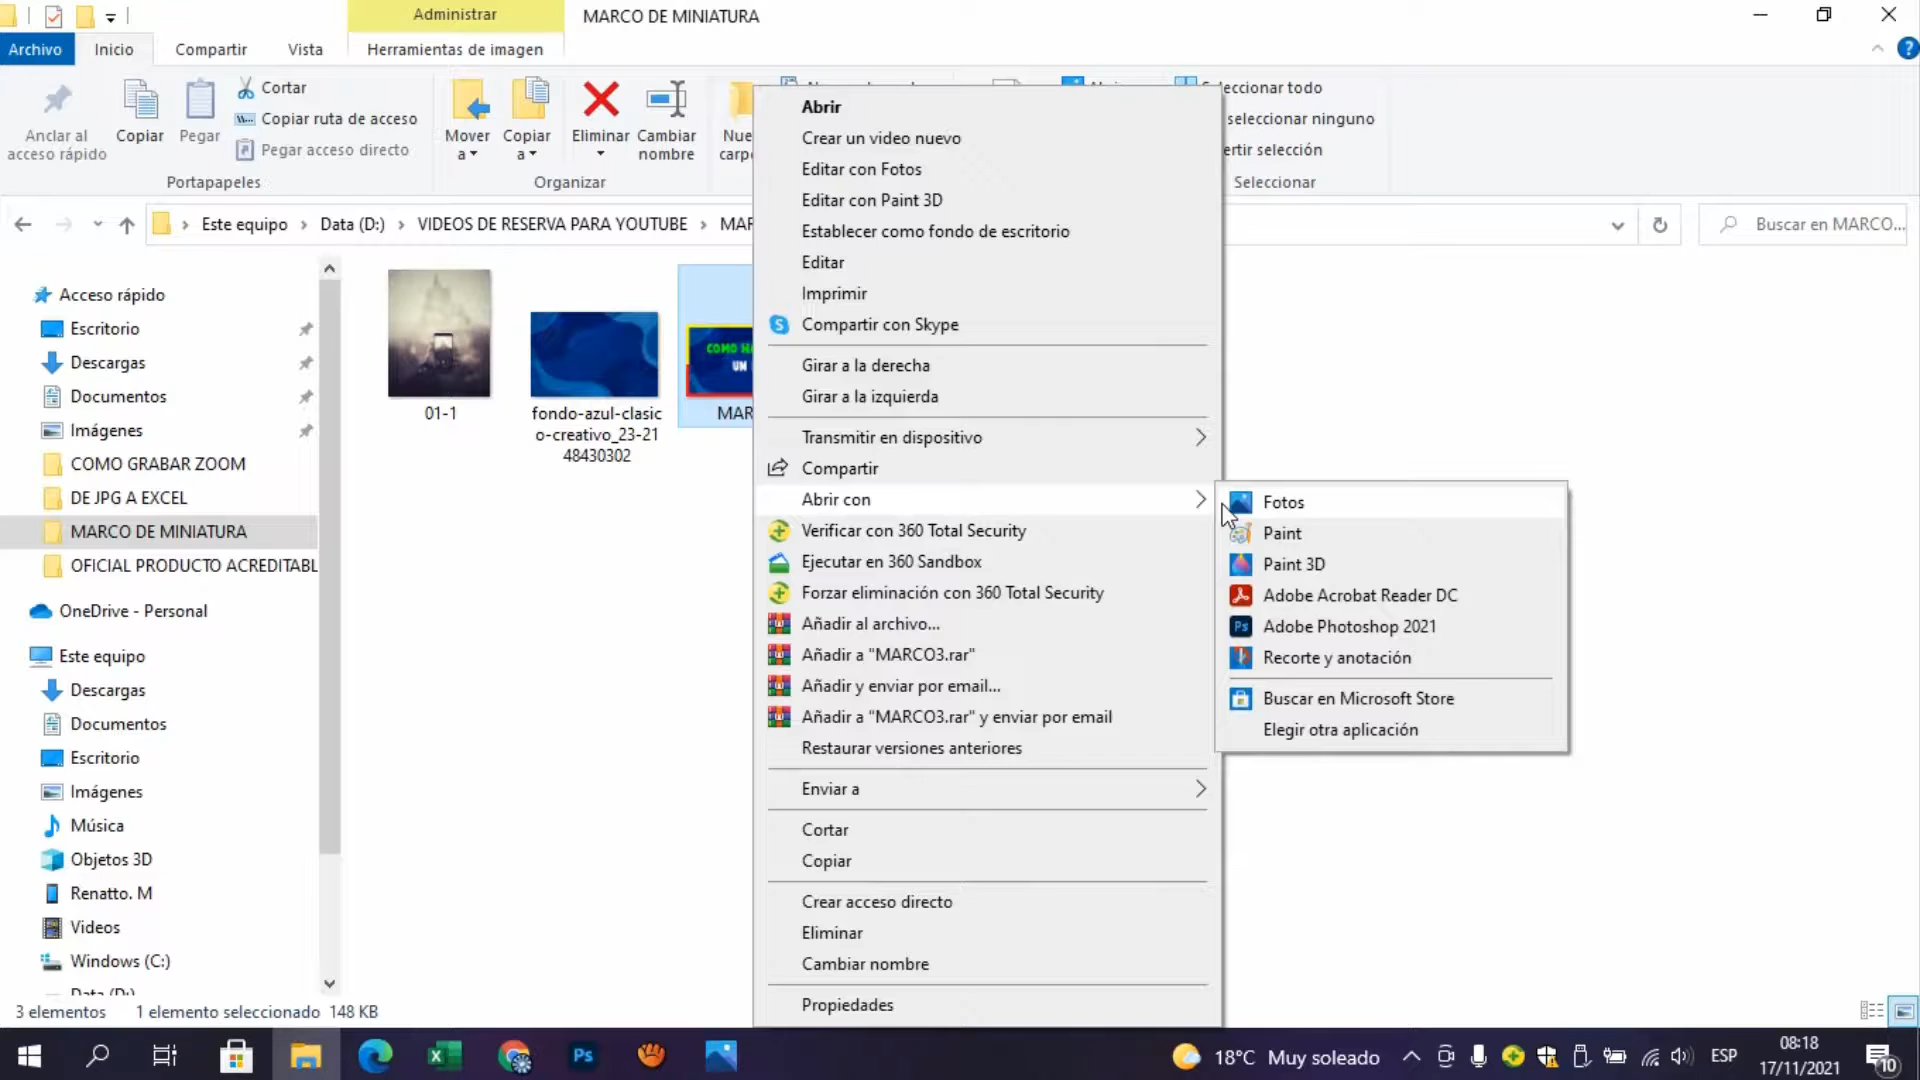 Administrar
MARCO DE MINIATURA
Archivo
Inicio
Compartir
Vista
Herramientas de imagen
Anclar al
acceso rápido
Copiar
Pegar
Cortar
Copiar ruta de acceso
Pegar acceso directo
Portapapeles
Mover
a
Copiar
a
Eliminar
Cambiar
nombre
Organizar
Seleccionar
Este equipo
Data (D:)
VIDEOS DE RESERVA PARA YOUTUBE
Buscar en MARCO...
Acceso rápido
Escritorio
Descargas
Documentos
Imágenes
COMO GRABAR ZOOM
DE JPG A EXCEL
MARCO DE MINIATURA
OFICIAL PRODUCTO ACREDITABL
OneDrive - Personal
Este equipo
Descargas
Documentos
Escritorio
Imágenes
Música
Objetos 3D
Renatto. M
Videos
Windows (C:)
Data (D:)
01-1
fondo-azul-clasic
o-creativo_23-21
48430302
COMO HA
UN
MAR
Abrir
Crear un video nuevo
Editar con Fotos
Editar con Paint 3D
Establecer como fondo de escritorio
Editar
Imprimir
Compartir con Skype
Girar a la derecha
Girar a la izquierda
Transmitir en dispositivo
Compartir
Abrir con
Verificar con 360 Total Security
Ejecutar en 360 Sandbox
Forzar eliminación con 360 Total Security
Añadir al archivo...
Añadir a "MARCO3.rar"
Añadir y enviar por email...
Añadir a "MARCO3.rar" y enviar por email
Restaurar versiones anteriores
Enviar a
Cortar
Copiar
Crear acceso directo
Eliminar
Cambiar nombre
Propiedades
Fotos
Paint
Paint 3D
Adobe Acrobat Reader DC
Adobe Photoshop 2021
Recorte y anotación
Buscar en Microsoft Store
Elegir otra aplicación
eleccionar todo
seleccionar ninguno
ertir selección
3 elementos
1 elemento seleccionado 148 KB
18°C Muy soleado
ESP
08:18
17/11/2021
10